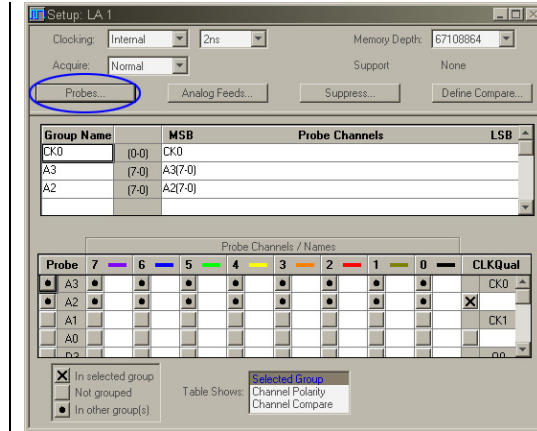 Setup: LA 1
Clocking: Internal 2ns Memory Depth: 67108864
Acquire: Normal Support None
Probes... Analog Feeds... Suppress... Define Compare...
Group Name MSB Probe Channels LSB
CK0 (0-0) CK0
A3 (7-0) A3(7-0)
A2 (7-0) A2(7-0)
Probe Channels / Names
Probe 7 6 5 4 3 2 1 0 CLKQual
A3 CK0
A2
A1 CK1
A0
D3 Q0
In selected group
Not grouped
In other group(s)
Table Shows: Selected Group
Channel Polarity
Channel Compare